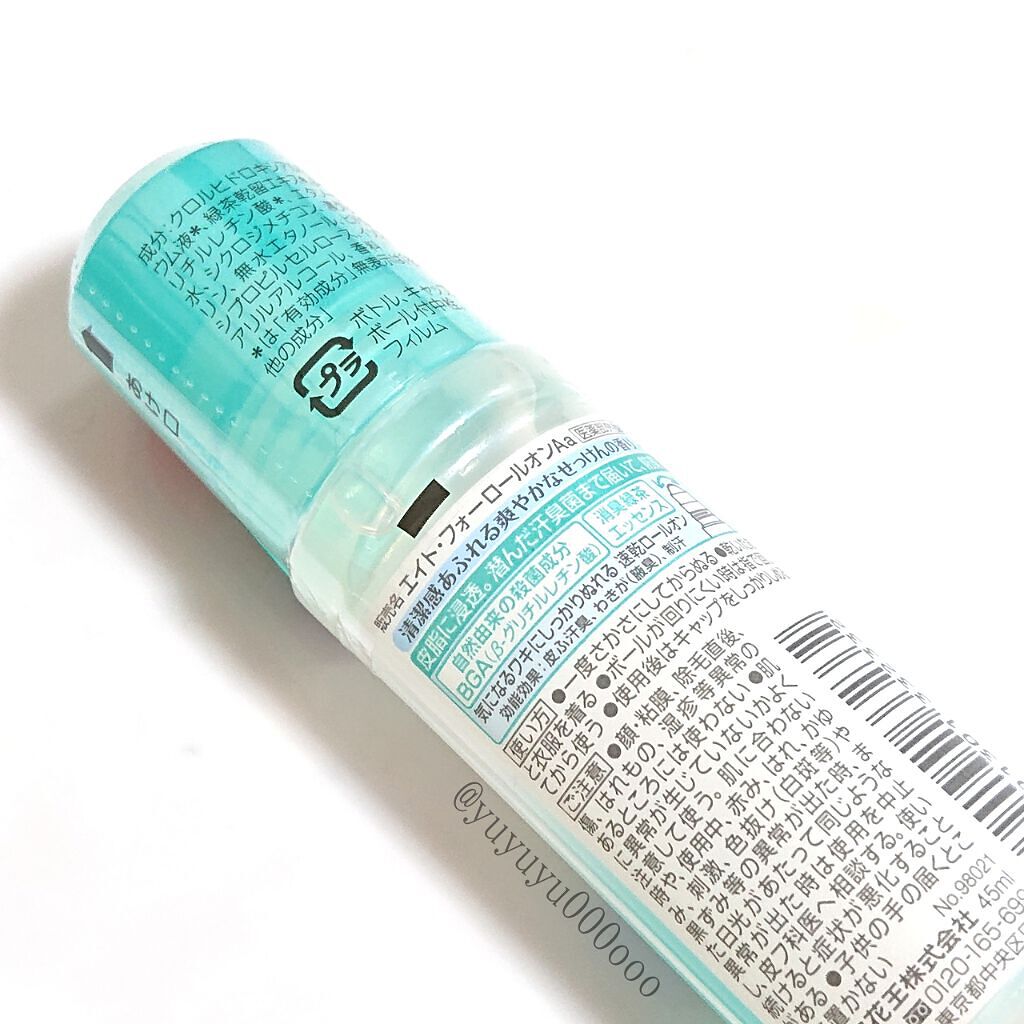 成分:クロルヒドロキシア
ウム液*、緑茶乾留エキス
リチルレチン酸*、エタノ
水、シクロジメチコン
リン、無水エタノール、
シプロピルセルロース
アリルアルコール、香料
*は「有効成分」無表示
他の成分」
ボトル、キャッ
ボール付中
フィルム
プラ
あけ口
販売名 エイト・フォーロールオンAa
清潔感あふれる爽やかなせっけんの香り
皮脂に浸透。潜んだ汗臭菌まで届いて、
自然由来の殺菌成分
BGA(β-グリチルレチン酸)
消臭緑茶
エッセンス
気になるワキにしっかりぬれる 速乾ロールオン
効能効果:皮ふ汗臭・わきが(腋臭)、制汗
使い方 ●一度さかさにしてからぬる ●乾いた
て衣服を着る ●ボールが回りにくい時は指で
てから使う ●使用後はキャップをしっかりし
ご注意 ●顔、粘膜、除毛直後、
傷、はれもの、湿疹等異常の
あるところには使わない ●肌
に異常が生じていないかよく
注意して使う。肌に合わない
時や、使用中、赤み、はれ、かゆ
み、刺激、色抜け(白斑等)や
黒ずみ等の異常が出た時、ま
た日光があたって同じような
異常が出た時は使用を中止
し、皮フ科医へ相談する。使い
続けると症状が悪化すること
がある ●子供の手の届くとこ
置かない
No.98021
花王株式会社 45ml
0120-165-69
東京都中央区
@yuyuyu000ooo